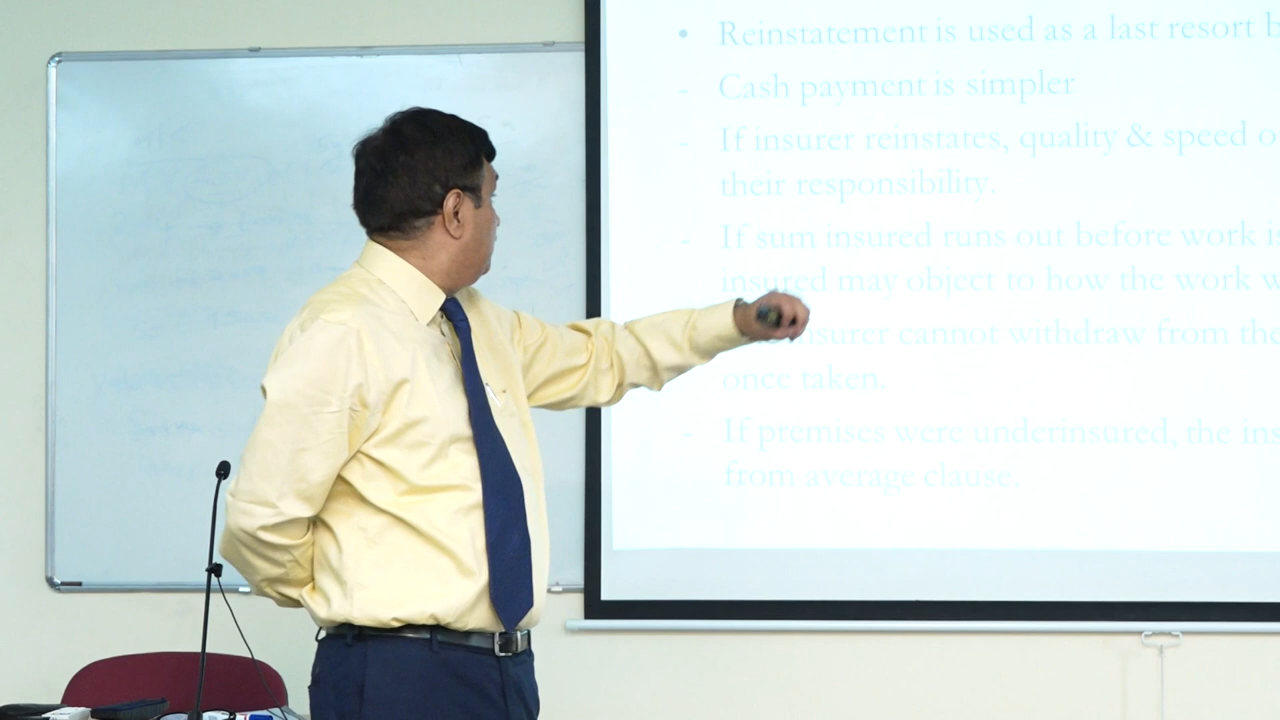 • Reinstatement is used as a last resort b
- Cash payment is simpler
- If insurer reinstates, quality & speed o
their responsibility.
- If sum insured runs out before work is
insured may object to how the work w
insurer cannot withdraw from the
once taken.
- If premises were underinsured, the ins
from average clause.